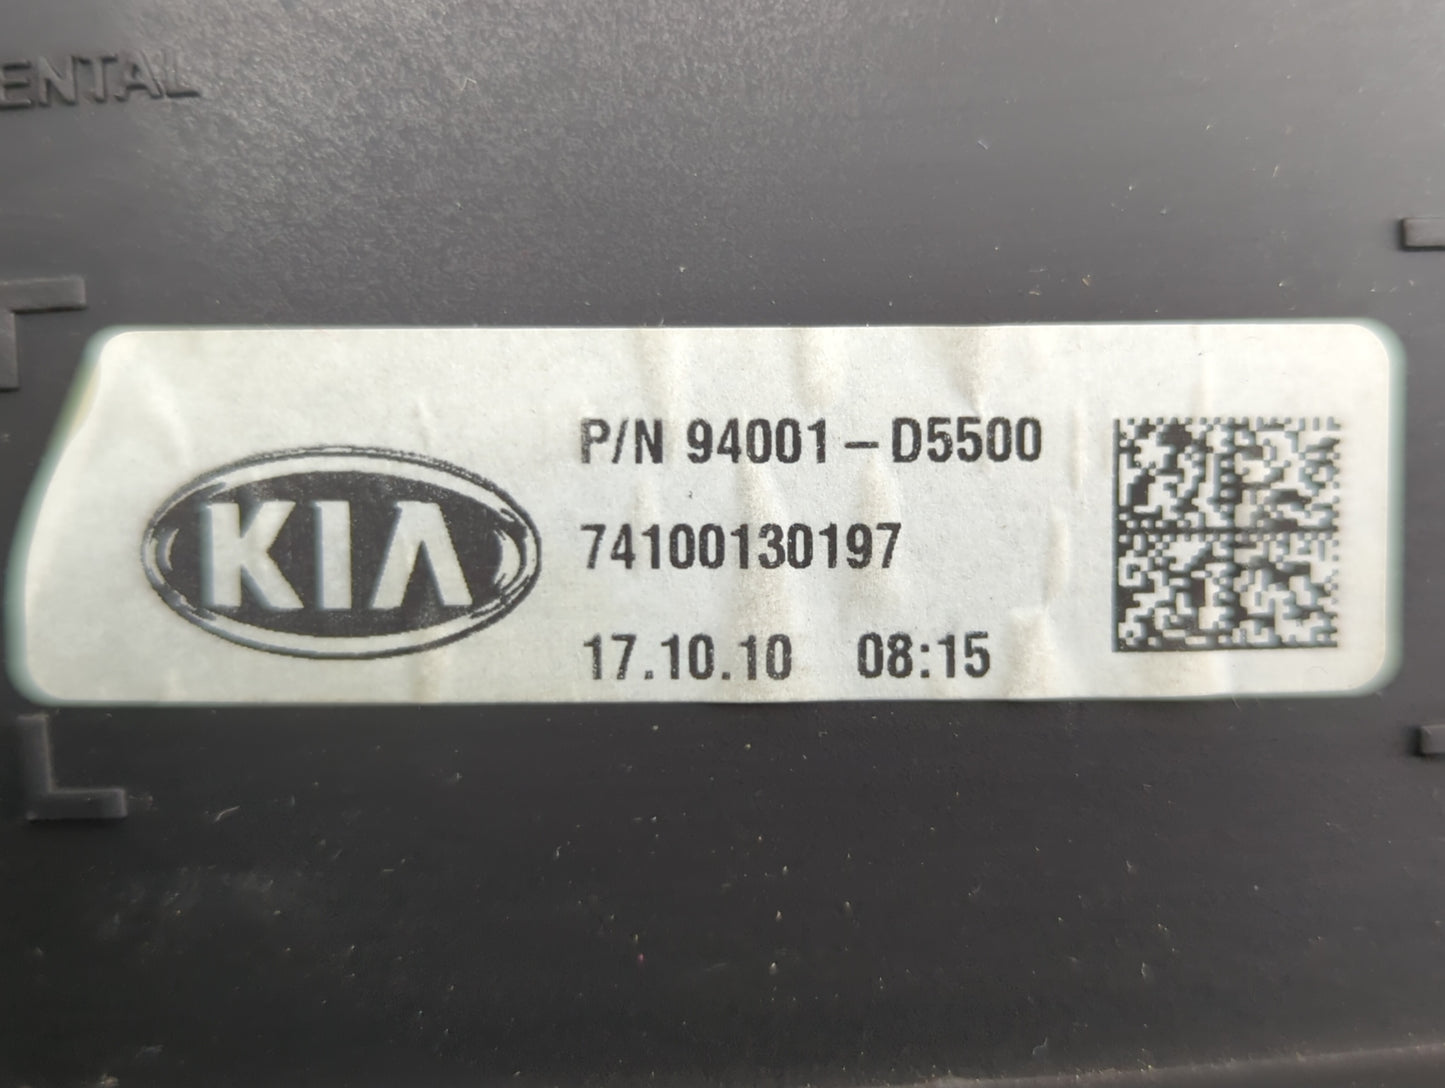 ENTAL
KIA
P/N 94001-D5500
74100130197
17.10.10 08:15